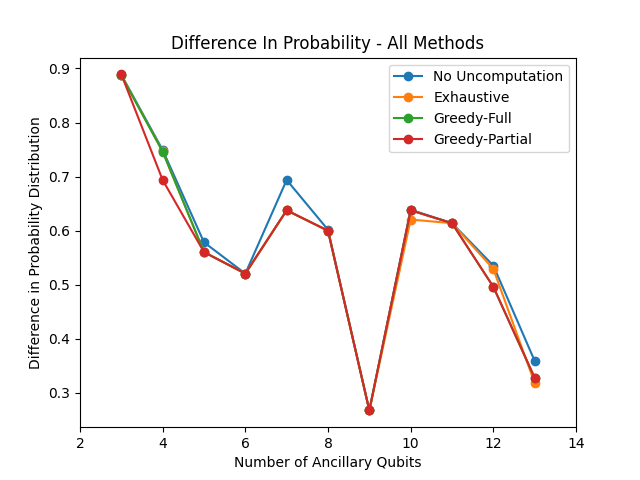 Difference In Probability - All Methods
No Uncomputation
Exhaustive
Greedy-Full
Greedy-Partial
Difference in Probability Distribution
0.9
0.8
0.7
0.6
0.5
0.4
0.3
2 4 6 8 10 12 14
Number of Ancillary Qubits